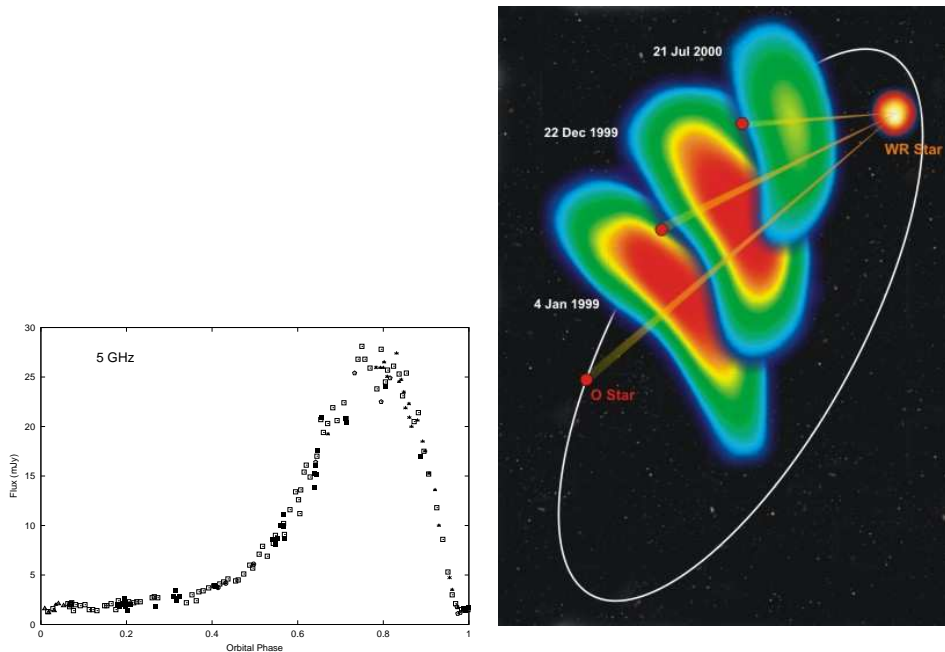 30
25
20
15
10
5
0
Flux (mJy)
5 GHz
0
0.2
0.4
0.6
0.8
1
Orbital Phase
21 Jul 2000
22 Dec 1999
WR Star
4 Jan 1999
O Star